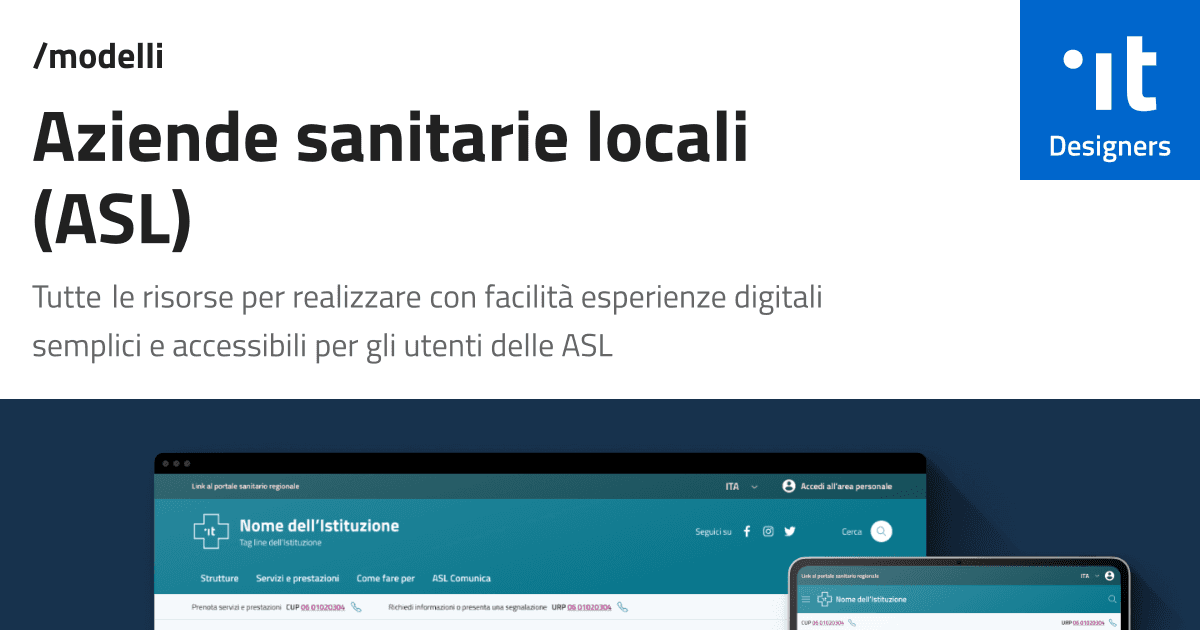 /modelli
·it
Designers
Aziende sanitarie locali
(ASL)
Tutte le risorse per realizzare con facilità esperienze digitali
semplici e accessibili per gli utenti delle ASL
Link al portale sanitario regionale
ITA
Accedi all'area personale
·it
Nome dell'Istituzione
Tag line dell'Istituzione
Seguici su
Cerca
Strutture Servizi e prestazioni Come fare per ASL Comunica
Prenota servizi e prestazioni CUP 06 01020304
Richiedi informazioni o presenta una segnalazione URP 06 01020304
Link al portale sanitario regionale
ITA
·it
Nome dell'Istituzione
CUP 06 01020304
URP 06 01020304